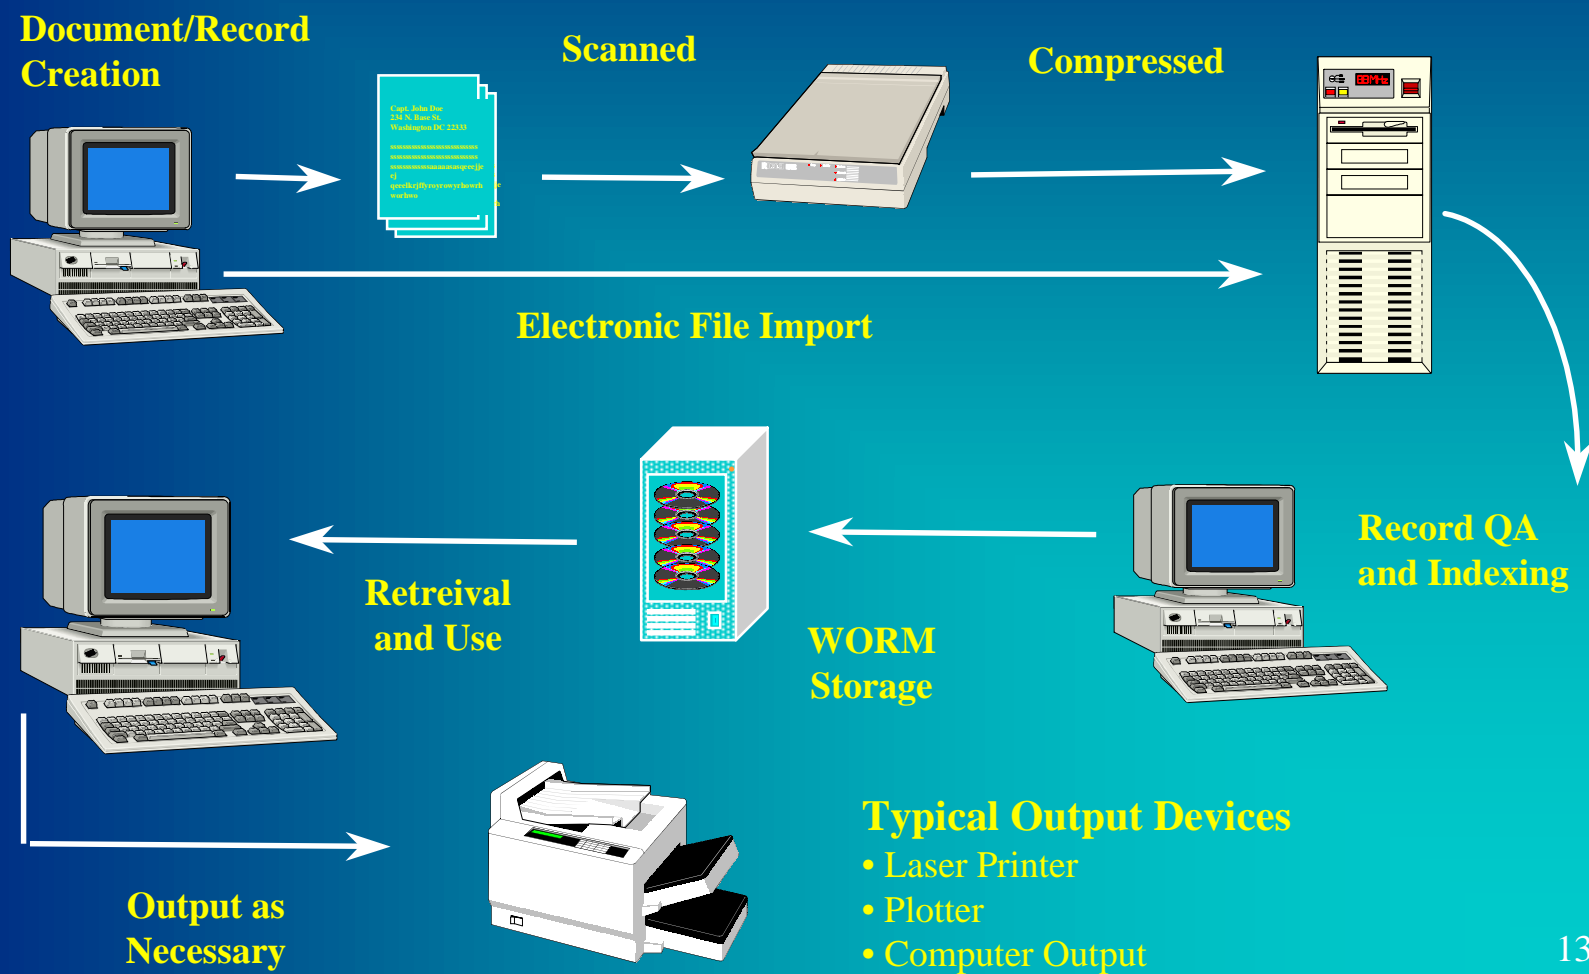 Document/Record
Creation
Scanned
Compressed
Capt. John Doe
234 N. Base St.
Washington DC 22333
ej
worhwo
Electronic File Import
Record QA
and Indexing
WORM
Storage
Retreival
and Use
Output as
Necessary
Typical Output Devices
• Laser Printer
• Plotter
• Computer Output
13